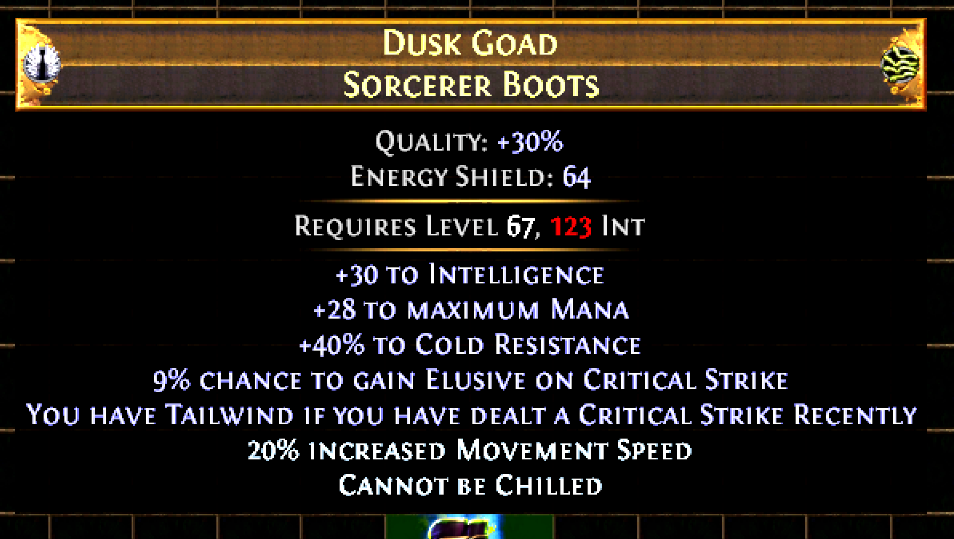 Dusk Goad
Sorcerer Boots
Quality: +30%
Energy Shield: 64
Requires Level 67, 123 Int
+30 to Intelligence
+28 to maximum Mana
+40% to Cold Resistance
9% chance to gain Elusive on Critical Strike
You have Tailwind if you have dealt a Critical Strike Recently
20% increased Movement Speed
Cannot be Chilled